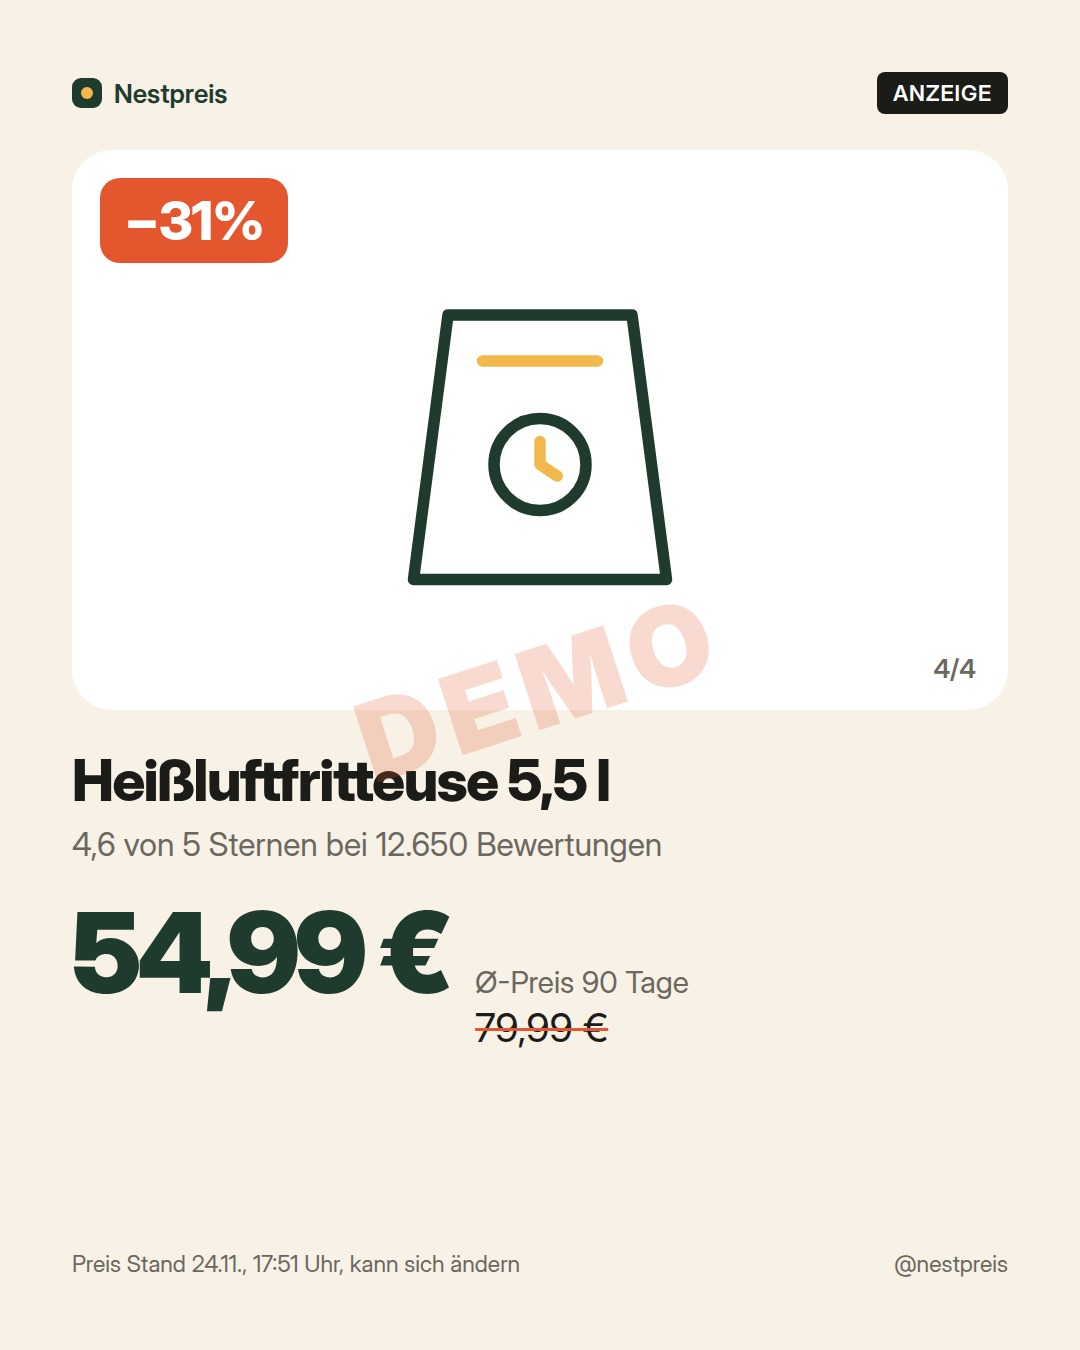 Nestpreis
ANZEIGE
−31%
4/4
DEMO
Heißluftfritteuse 5,5 l
4,6 von 5 Sternen bei 12.650 Bewertungen
54,99 €
Ø-Preis 90 Tage
79,99 €
Preis Stand 24.11., 17:51 Uhr, kann sich ändern
@nestpreis